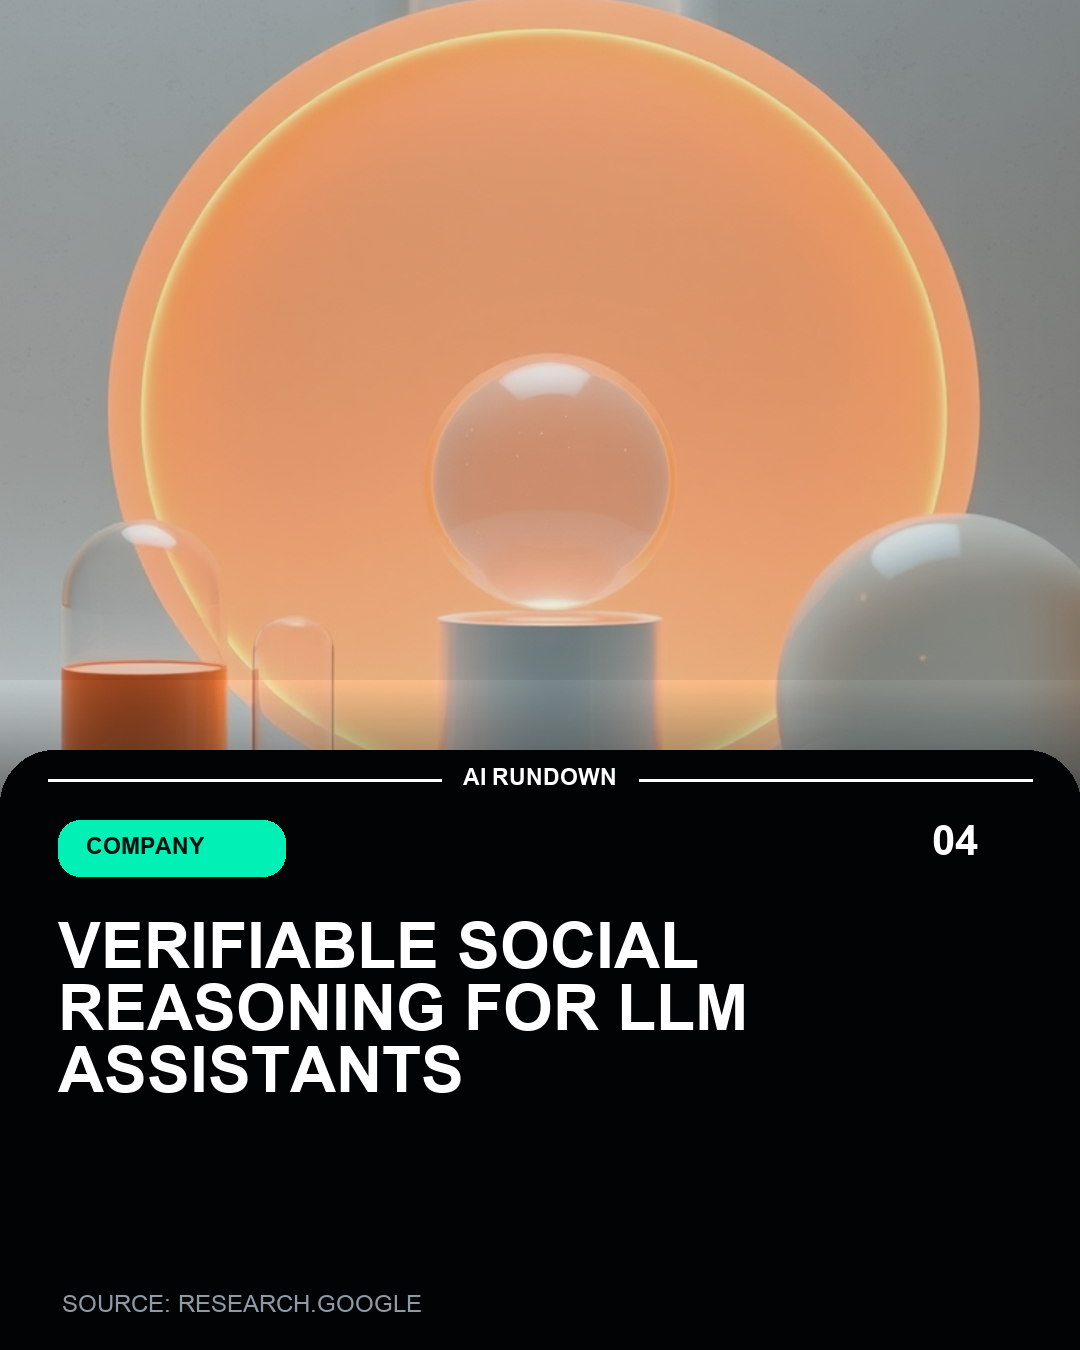 AI RUNDOWN
COMPANY
04
VERIFIABLE SOCIAL
REASONING FOR LLM
ASSISTANTS
SOURCE: RESEARCH.GOOGLE